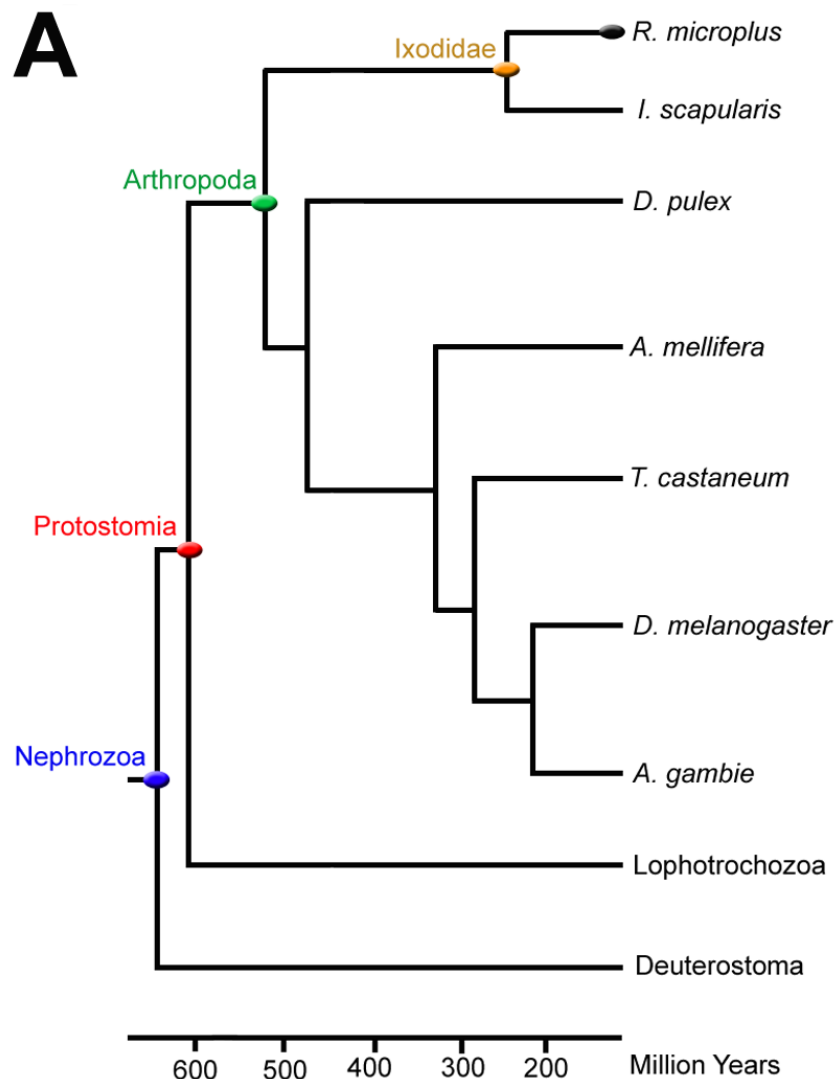 A
Ixodidae
R. microplus
I. scapularis
Arthropoda
D. pulex
A. mellifera
T. castaneum
Protostomia
D. melanogaster
Nephrozoa
A. gambie
Lophotrochozoa
Deuterostoma
600 500 400 300 200 Million Years